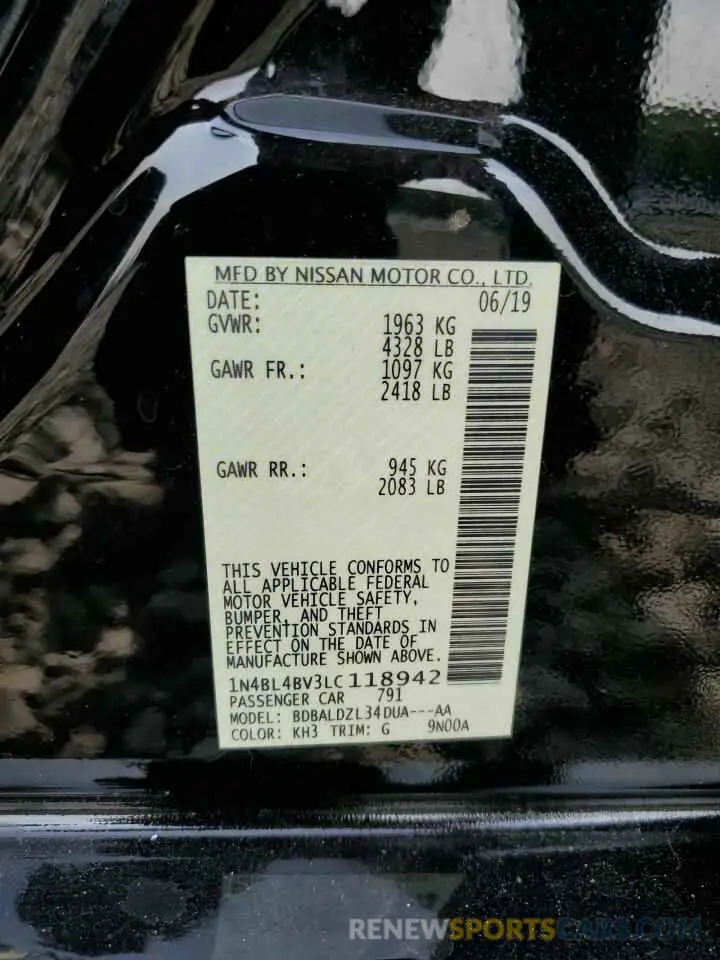 MFD BY NISSAN MOTOR CO., LTD.
DATE: 06/19
GVWR: 1963 KG
4328 LB
GAWR FR.: 1097 KG
2418 LB
GAWR RR.: 945 KG
2083 LB
THIS VEHICLE CONFORMS TO
ALL APPLICABLE FEDERAL
MOTOR VEHICLE SAFETY,
BUMPER, AND THEFT
PREVENTION STANDARDS IN
EFFECT ON THE DATE OF
MANUFACTURE SHOWN ABOVE.
1N4BL4BV3LC118942
PASSENGER CAR 791
MODEL: BDBALDZL34DUA---AA
COLOR: KH3 TRIM: G 9N00A
RENEWSPORTSCARS.COM